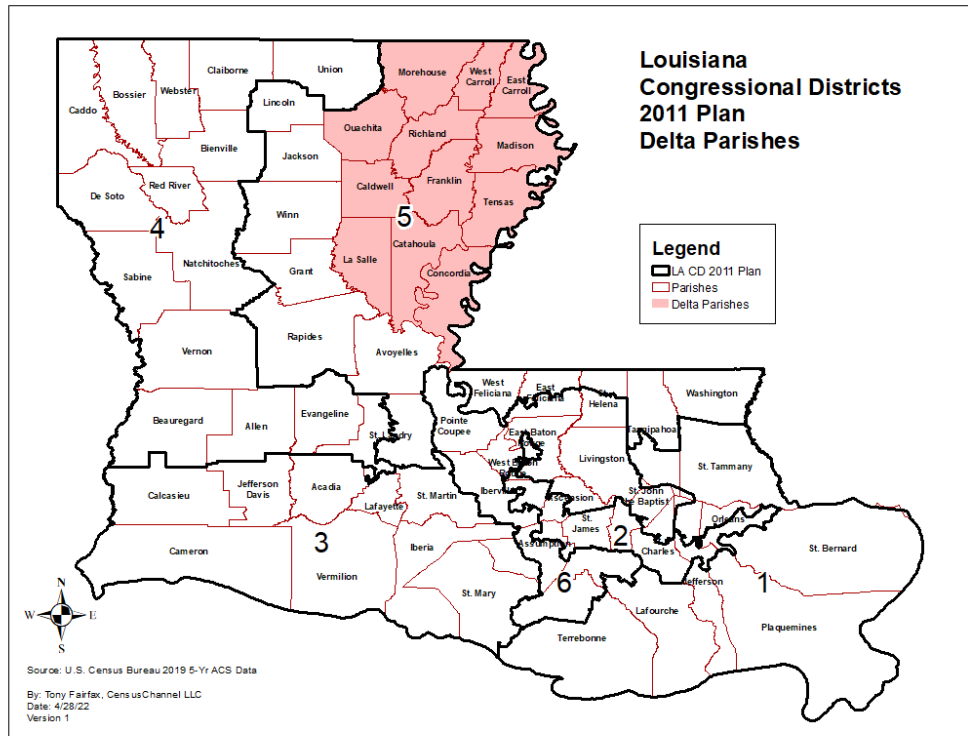 Louisiana
Congressional Districts
2011 Plan
Delta Parishes
Legend
LA CD 2011 Plan
Parishes
Delta Parishes
Caddo
Bossier
Webster
Claiborne
Union
Lincoln
Morehouse
West
Carroll
East
Carroll
Ouachita
Richland
Madison
Bienville
Jackson
De Soto
Red River
Caldwell
Franklin
Tensas
4
Winn
5
Natchitoches
Catahoula
Sabine
Grant
La Salle
Concordia
Rapides
Vernon
Avoyelles
West
Feliciana
East
Feliciana
St.
Helena
Washington
Tangipahoa
Beauregard
Allen
Evangeline
St. Landry
Pointe
Coupee
East Baton
Rouge
West Baton
Rouge
Livingston
St. Tammany
Calcasieu
Jefferson
Davis
Acadia
Lafayette
St. Martin
Iberville
Ascension
St. John
the Baptist
St.
James
Orleans
Cameron
3
Vermilion
Iberia
Assumption
2
Charles
St. Bernard
St. Mary
6
Jefferson
1
Lafourche
Plaquemines
Terrebonne
N
W
E
S
Source: U.S. Census Bureau 2019 5-Yr ACS Data
By: Tony Fairfax, CensusChannel LLC
Date: 4/28/22
Version 1